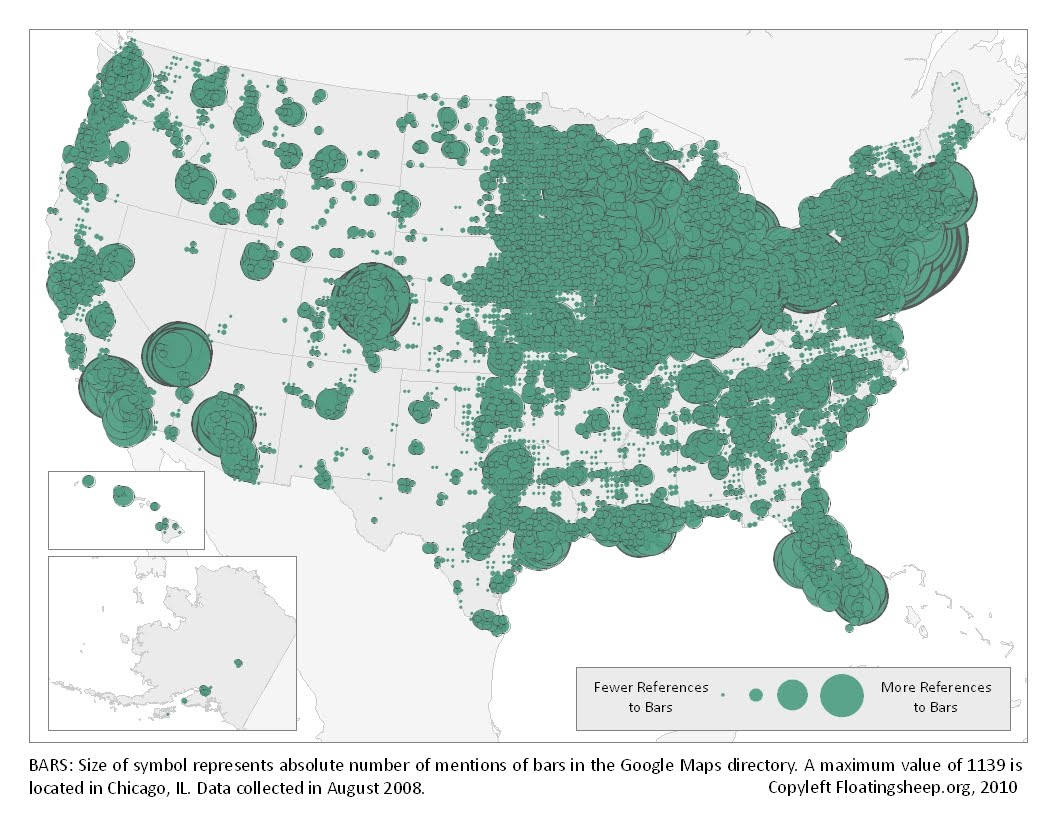 Fewer References
to Bars
More References
to Bars
BARS: Size of symbol represents absolute number of mentions of bars in the Google Maps directory. A maximum value of 1139 is
located in Chicago, IL. Data collected in August 2008.
Copyleft Floatingsheep.org, 2010